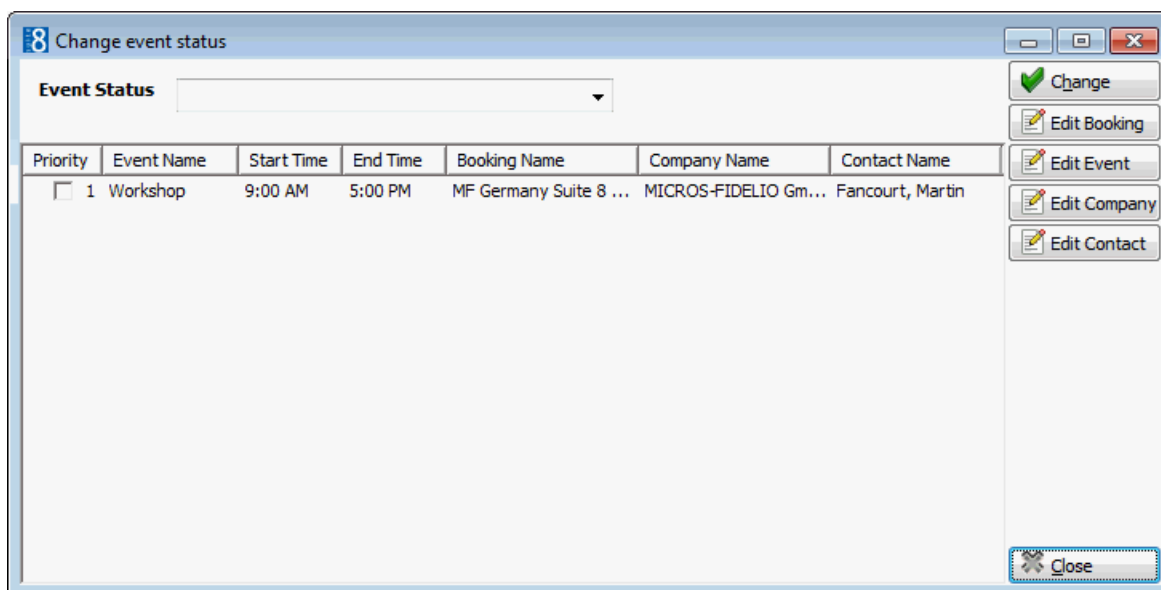 8 Change event status
Event Status
Change
Edit Booking
Edit Event
Edit Company
Edit Contact
Priority Event Name Start Time End Time Booking Name Company Name Contact Name
1 Workshop 9:00 AM 5:00 PM MF Germany Suite 8 ... MICROS-FIDELIO Gm... Fancourt, Martin
Close